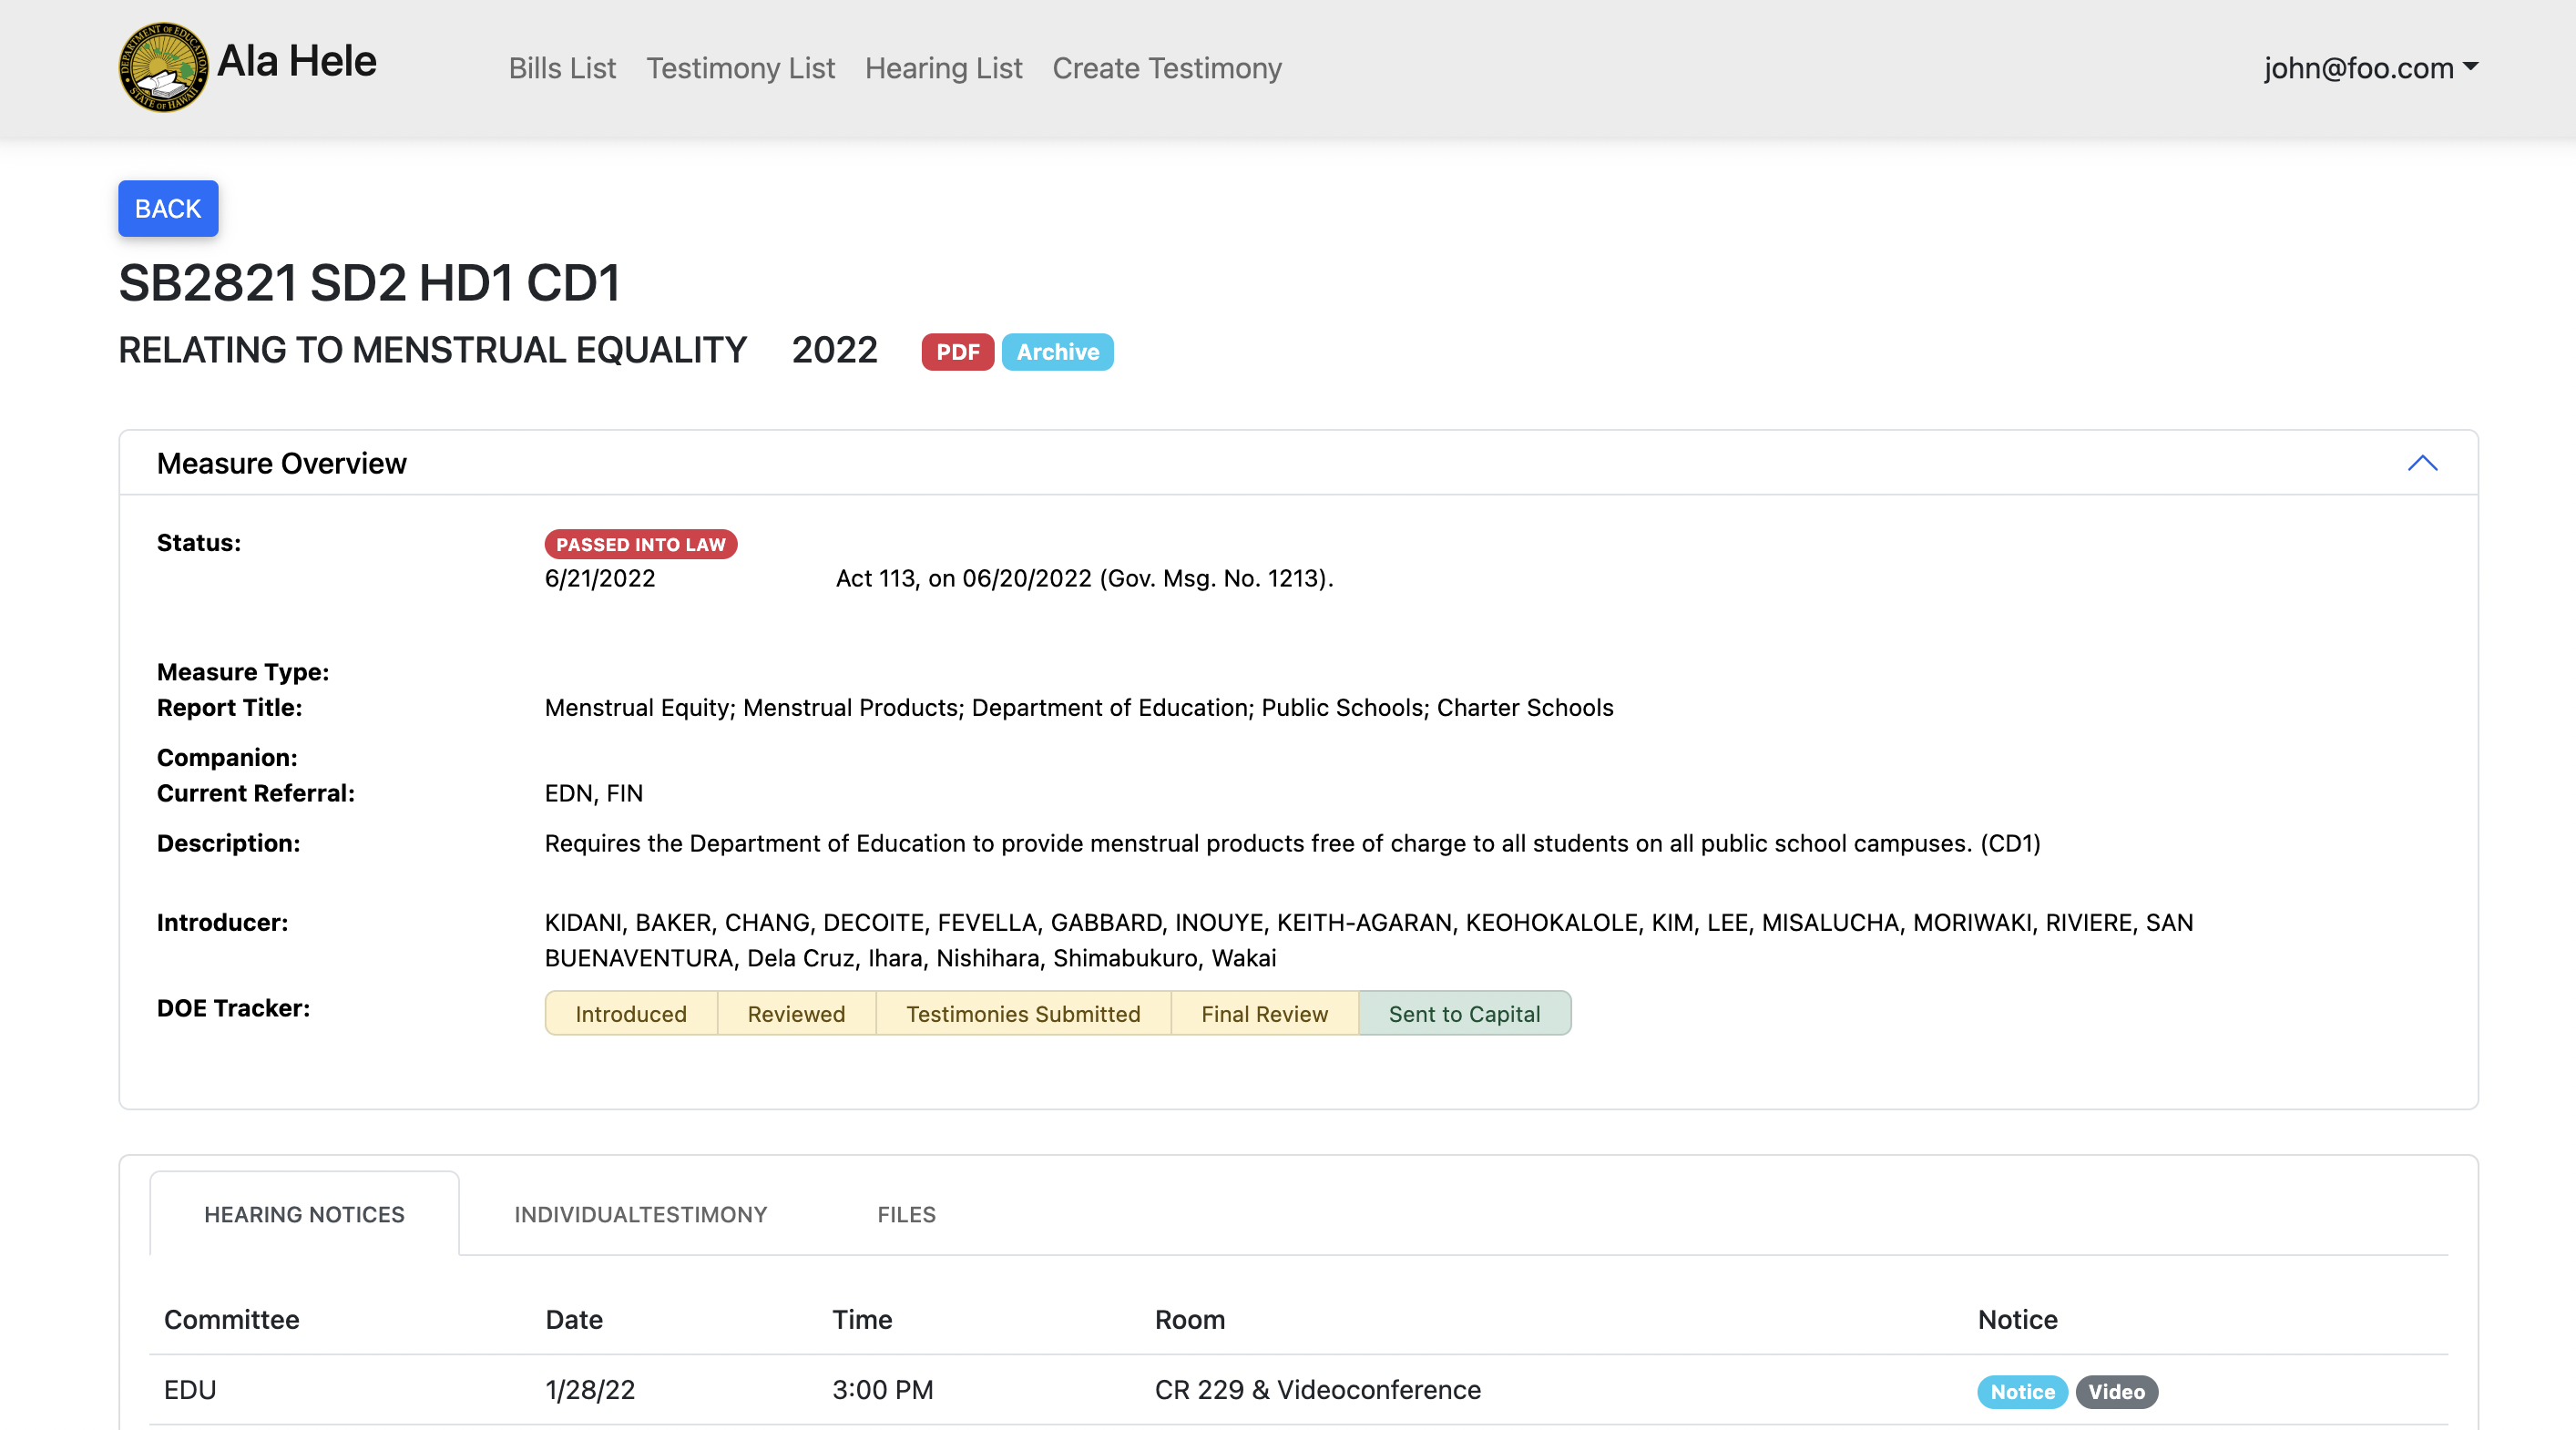 DEPARTMENT OF EDUCATION
STATE OF HAWAII
Ala Hele
Bills List Testimony List Hearing List Create Testimony
john@foo.com
BACK
SB2821 SD2 HD1 CD1
RELATING TO MENSTRUAL EQUALITY 2022 PDF Archive
Measure Overview
Status: PASSED INTO LAW
6/21/2022 Act 113, on 06/20/2022 (Gov. Msg. No. 1213).
Measure Type:
Report Title: Menstrual Equity; Menstrual Products; Department of Education; Public Schools; Charter Schools
Companion:
Current Referral: EDN, FIN
Description: Requires the Department of Education to provide menstrual products free of charge to all students on all public school campuses. (CD1)
Introducer: KIDANI, BAKER, CHANG, DECOITE, FEVELLA, GABBARD, INOUYE, KEITH-AGARAN, KEOHOKALOLE, KIM, LEE, MISALUCHA, MORIWAKI, RIVIERE, SAN
BUENAVENTURA, Dela Cruz, Ihara, Nishihara, Shimabukuro, Wakai
DOE Tracker: Introduced Reviewed Testimonies Submitted Final Review Sent to Capital
HEARING NOTICES INDIVIDUALTESTIMONY FILES
Committee Date Time Room Notice
EDU 1/28/22 3:00 PM CR 229 & Videoconference Notice Video